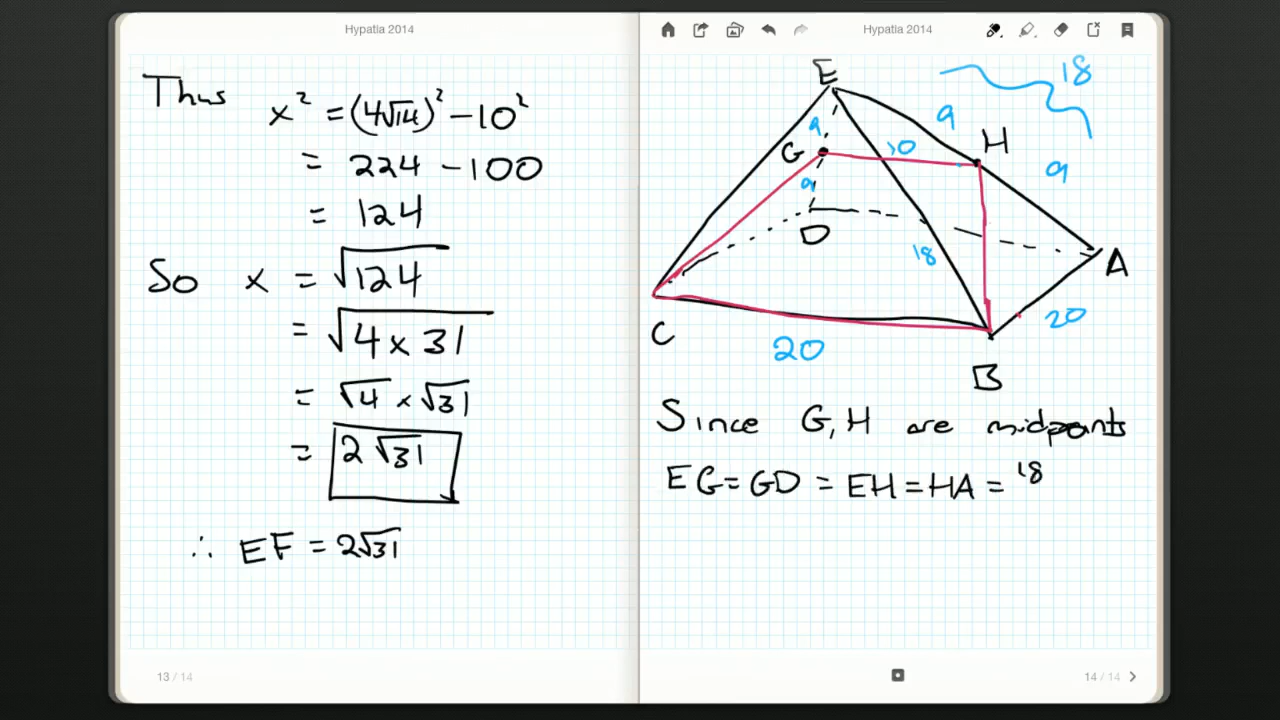 Hypatia 2014
Thus x² = (4√14)² - 10²
= 224 - 100
= 124
So x = √124
= √4 x 31
= √4 x √31
= 2√31
∴ EF = 2√31
13 / 14
Hypatia 2014
E
18
9
9
H
G
10
9
9
D
18
A
20
C
20
B
Since G, H are midpoints
EG = GD = EH = HA = 18
14 / 14